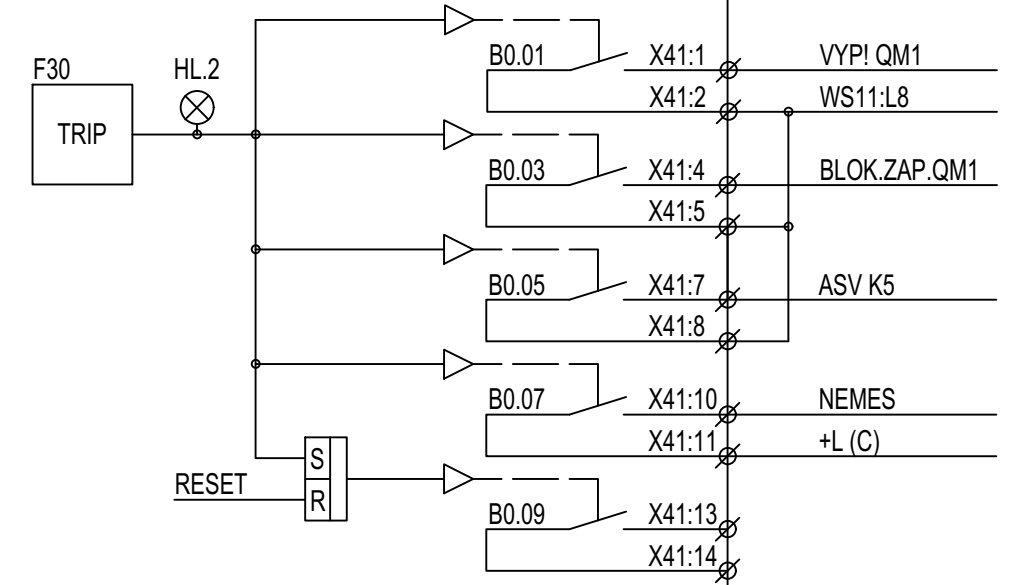 B0.01 X41:1 VYP! QM1
F30 HL.2
X41:2 WS11:L8
TRIP
B0.03 X41:4 BLOK.ZAP.QM1
X41:5
B0.05 X41:7 ASV K5
X41:8
B0.07 X41:10 NEMES
X41:11 +L (C)
S
RESET
R
B0.09 X41:13
X41:14